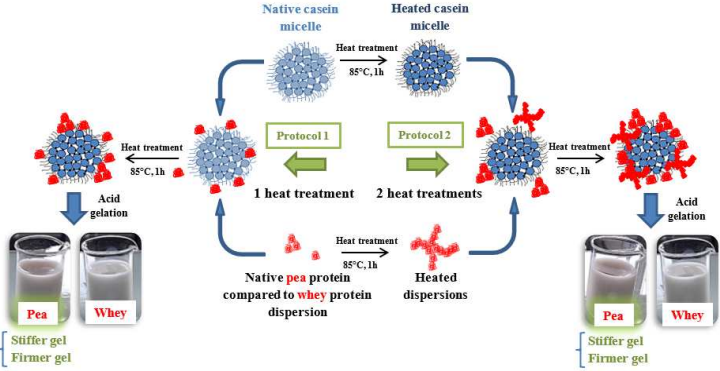 Native casein
micelle
Heated casein
micelle
Heat treatment
85°C, 1h
Protocol 1
Protocol 2
Heat treatment
85°C, 1h
Heat treatment
85°C, 1h
1 heat treatment
2 heat treatments
Acid
gelation
Acid
gelation
Heat treatment
85°C, 1h
Native pea protein
compared to whey protein
dispersion
Heated
dispersions
Pea
Whey
Pea
Whey
Stiffer gel
Firmer gel
Stiffer gel
Firmer gel